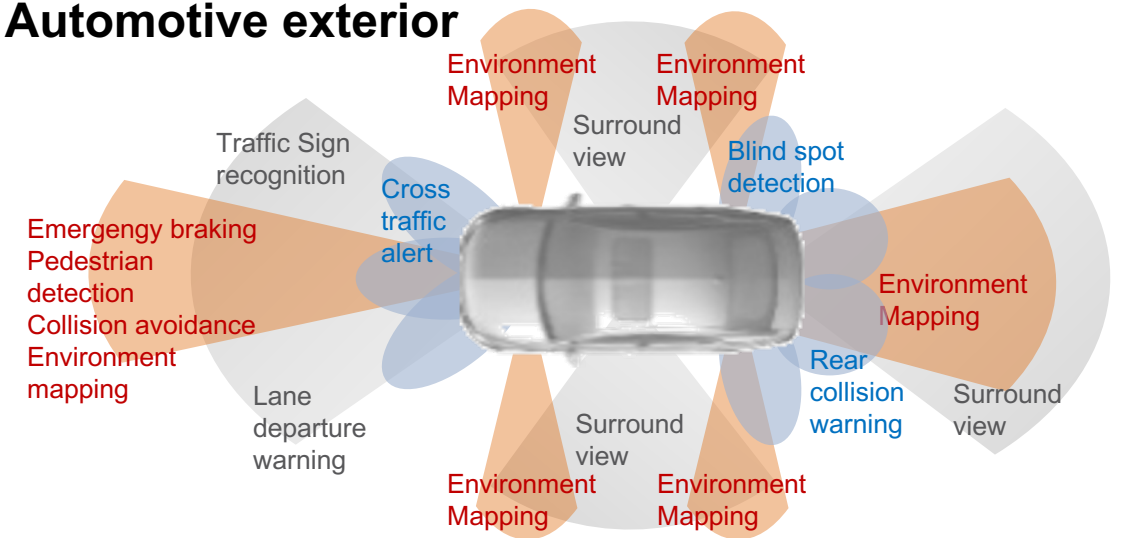 Automotive exterior
Environment
Mapping
Environment
Mapping
Surround
view
Traffic Sign
recognition
Blind spot
detection
Cross
traffic
alert
Emergengy braking
Pedestrian
detection
Collision avoidance
Environment
mapping
Environment
Mapping
Rear
collision
warning
Surround
view
Lane
departure
warning
Surround
view
Environment
Mapping
Environment
Mapping